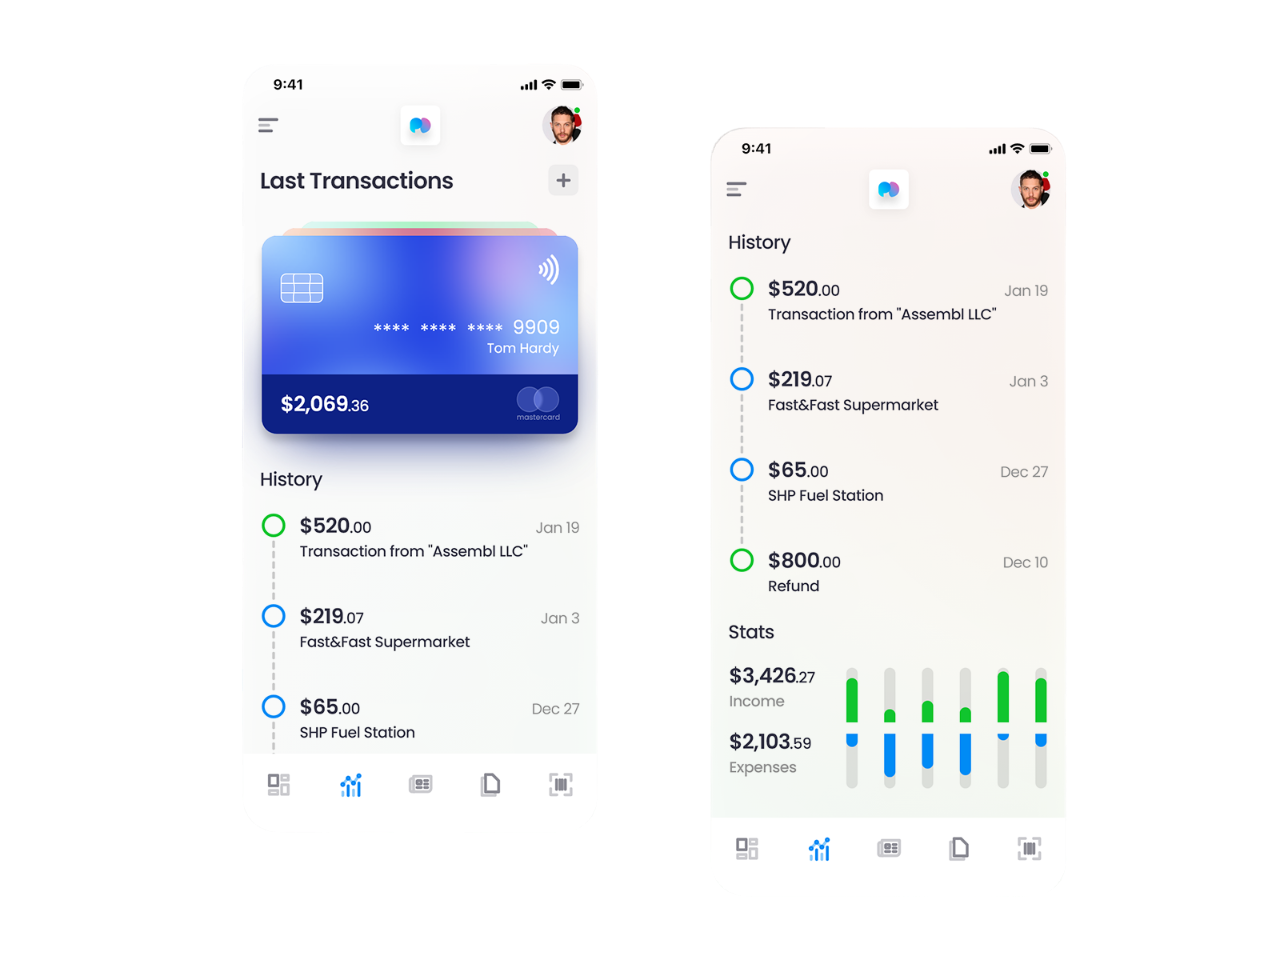 9:41
Last Transactions
**** **** **** 9909
Tom Hardy
$2,069.36
mastercard
History
$520.00 Jan 19
Transaction from "Assembl LLC"
$219.07 Jan 3
Fast&Fast Supermarket
$65.00 Dec 27
SHP Fuel Station
9:41
History
$520.00 Jan 19
Transaction from "Assembl LLC"
$219.07 Jan 3
Fast&Fast Supermarket
$65.00 Dec 27
SHP Fuel Station
$800.00 Dec 10
Refund
Stats
$3,426.27
Income
$2,103.59
Expenses